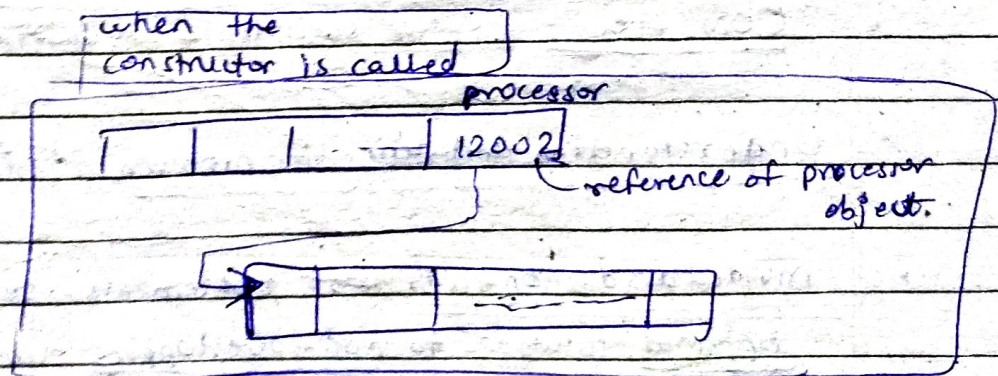 when the
constructor is called
processor
12002
reference of processor
object.